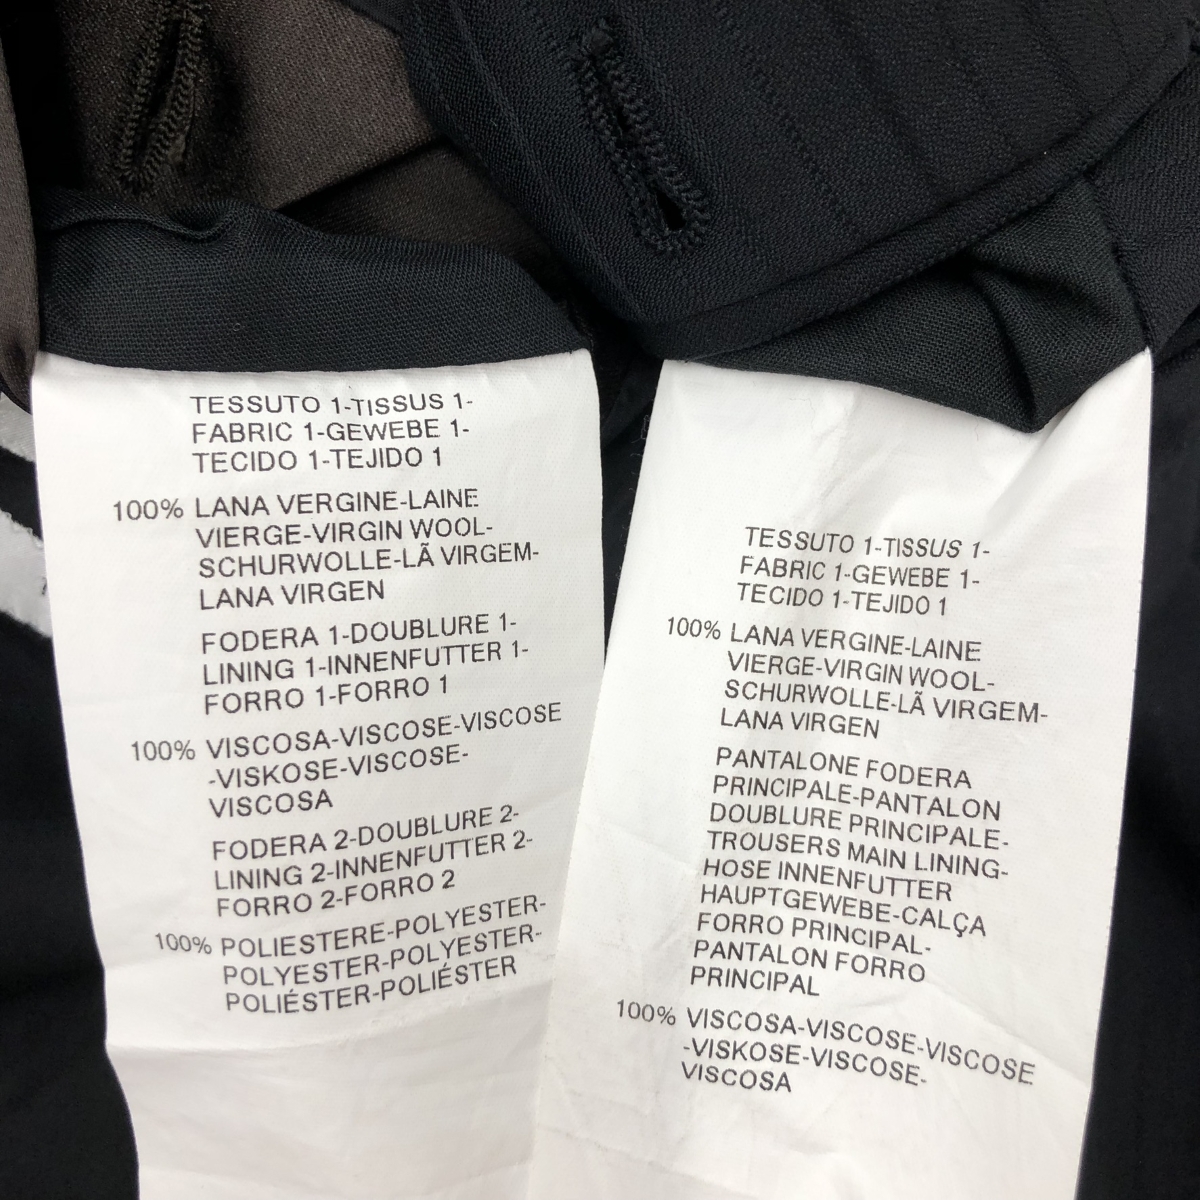 TESSUTO 1-TISSUS 1-
FABRIC 1-GEWEBE 1-
TECIDO 1-TEJIDO 1
100% LANA VERGINE-LAINE
VIERGE-VIRGIN WOOL-
SCHURWOLLE-LÃ VIRGEM-
LANA VIRGEN
FODERA 1-DOUBLURE 1-
LINING 1-INNENFUTTER 1-
FORRO 1-FORRO 1
100% VISCOSA-VISCOSE-VISCOSE
-VISKOSE-VISCOSE-
VISCOSA
FODERA 2-DOUBLURE 2-
LINING 2-INNENFUTTER 2-
FORRO 2-FORRO 2
100% POLIESTERE-POLYESTER-
POLYESTER-POLYESTER-
POLIÉSTER-POLIÉSTER
TESSUTO 1-TISSUS 1-
FABRIC 1-GEWEBE 1-
TECIDO 1-TEJIDO 1
100% LANA VERGINE-LAINE
VIERGE-VIRGIN WOOL-
SCHURWOLLE-LÃ VIRGEM-
LANA VIRGEN
PANTALONE FODERA
PRINCIPALE-PANTALON
DOUBLURE PRINCIPALE-
TROUSERS MAIN LINING-
HOSE INNENFUTTER
HAUPTGEWEBE-CALÇA
FORRO PRINCIPAL-
PANTALON FORRO
PRINCIPAL
100% VISCOSA-VISCOSE-VISCOSE
-VISKOSE-VISCOSE-
VISCOSA